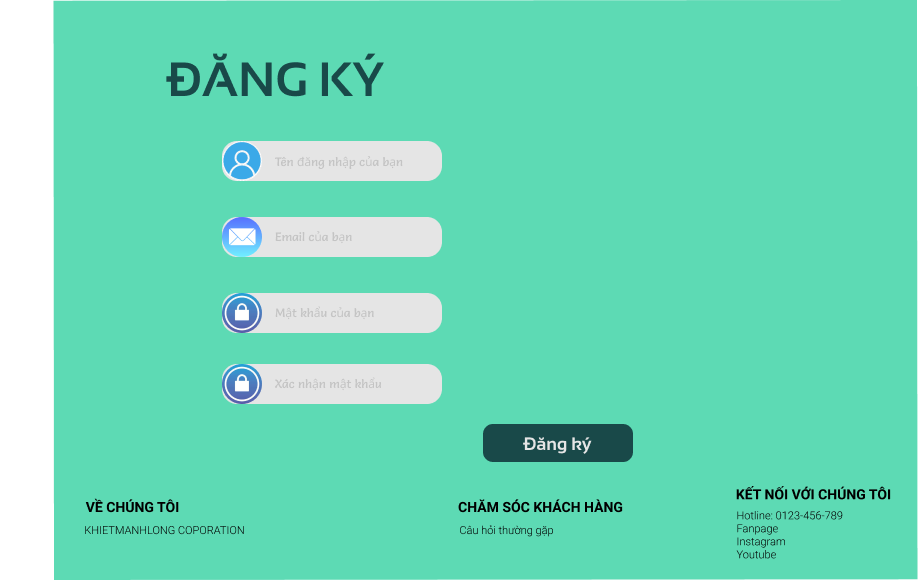 ĐĂNG KÝ
Tên đăng nhập của bạn
Email của bạn
Mật khẩu của bạn
Xác nhận mật khẩu
Đăng ký
VỀ CHÚNG TÔI
KHIETMANHLONG COPORATION
CHĂM SÓC KHÁCH HÀNG
Câu hỏi thường gặp
KẾT NỐI VỚI CHÚNG TÔI
Hotline: 0123-456-789
Fanpage
Instagram
Youtube